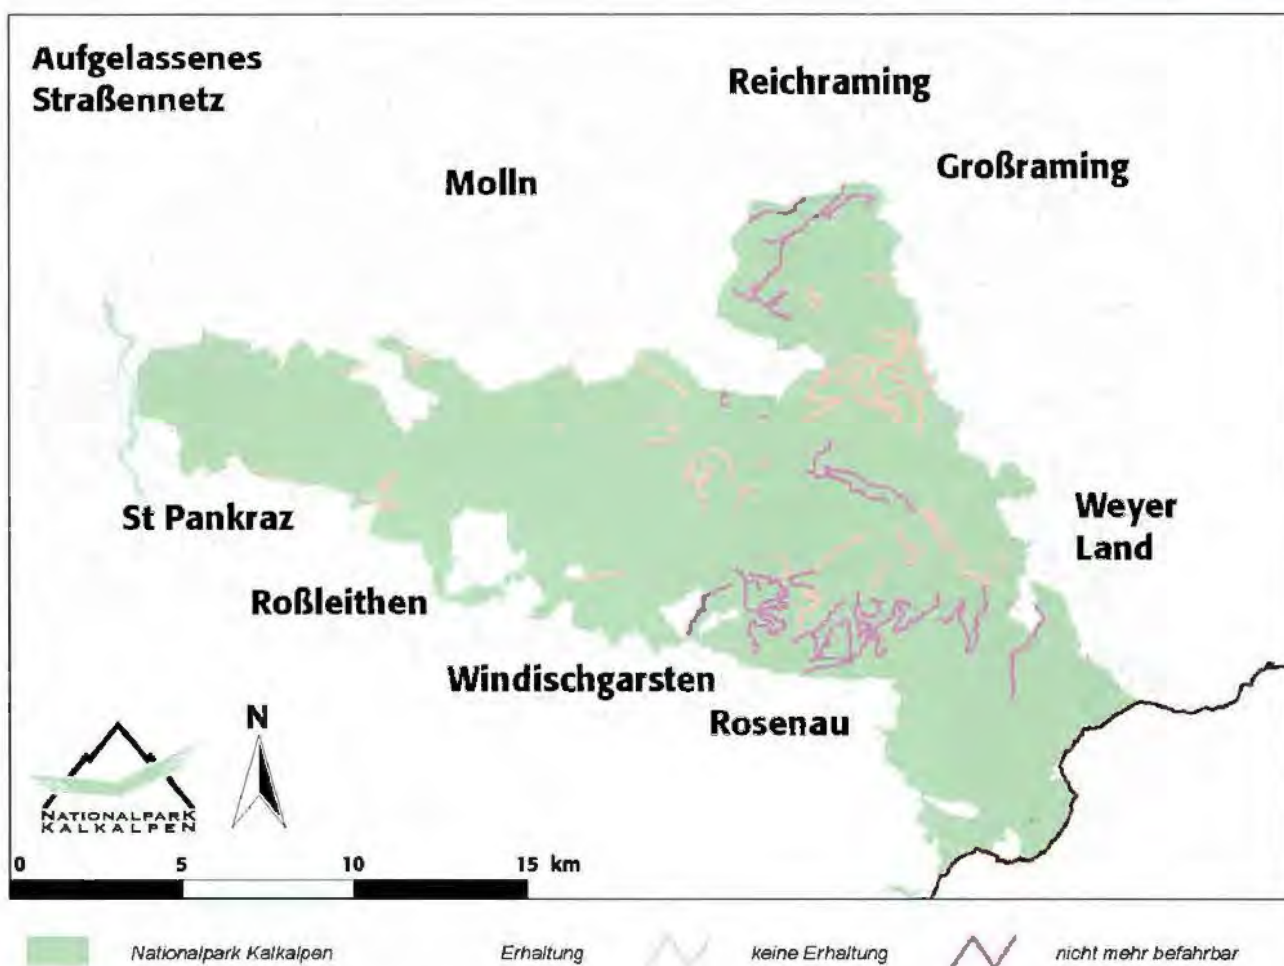 Aufgelassenes
Straßennetz
Reichraming
Großraming
Molln
St Pankraz
Weyer
Land
Roßleithen
Windischgarsten
Rosenau
N
NATIONALPARK
KALKALPEN
0 5 10 15 km
Nationalpark Kalkalpen Erhaltung keine Erhaltung nicht mehr befahrbar